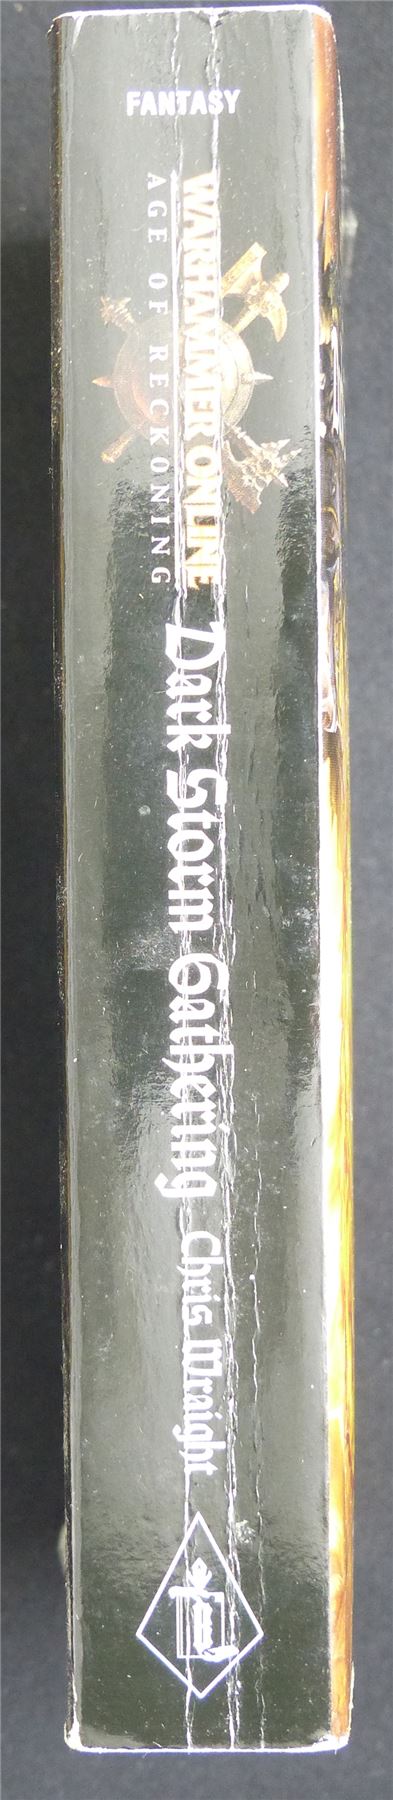 FANTASY
WARHAMMER ONLINE
AGE OF RECKONING
Dark Storm Gathering
Chris Wraight